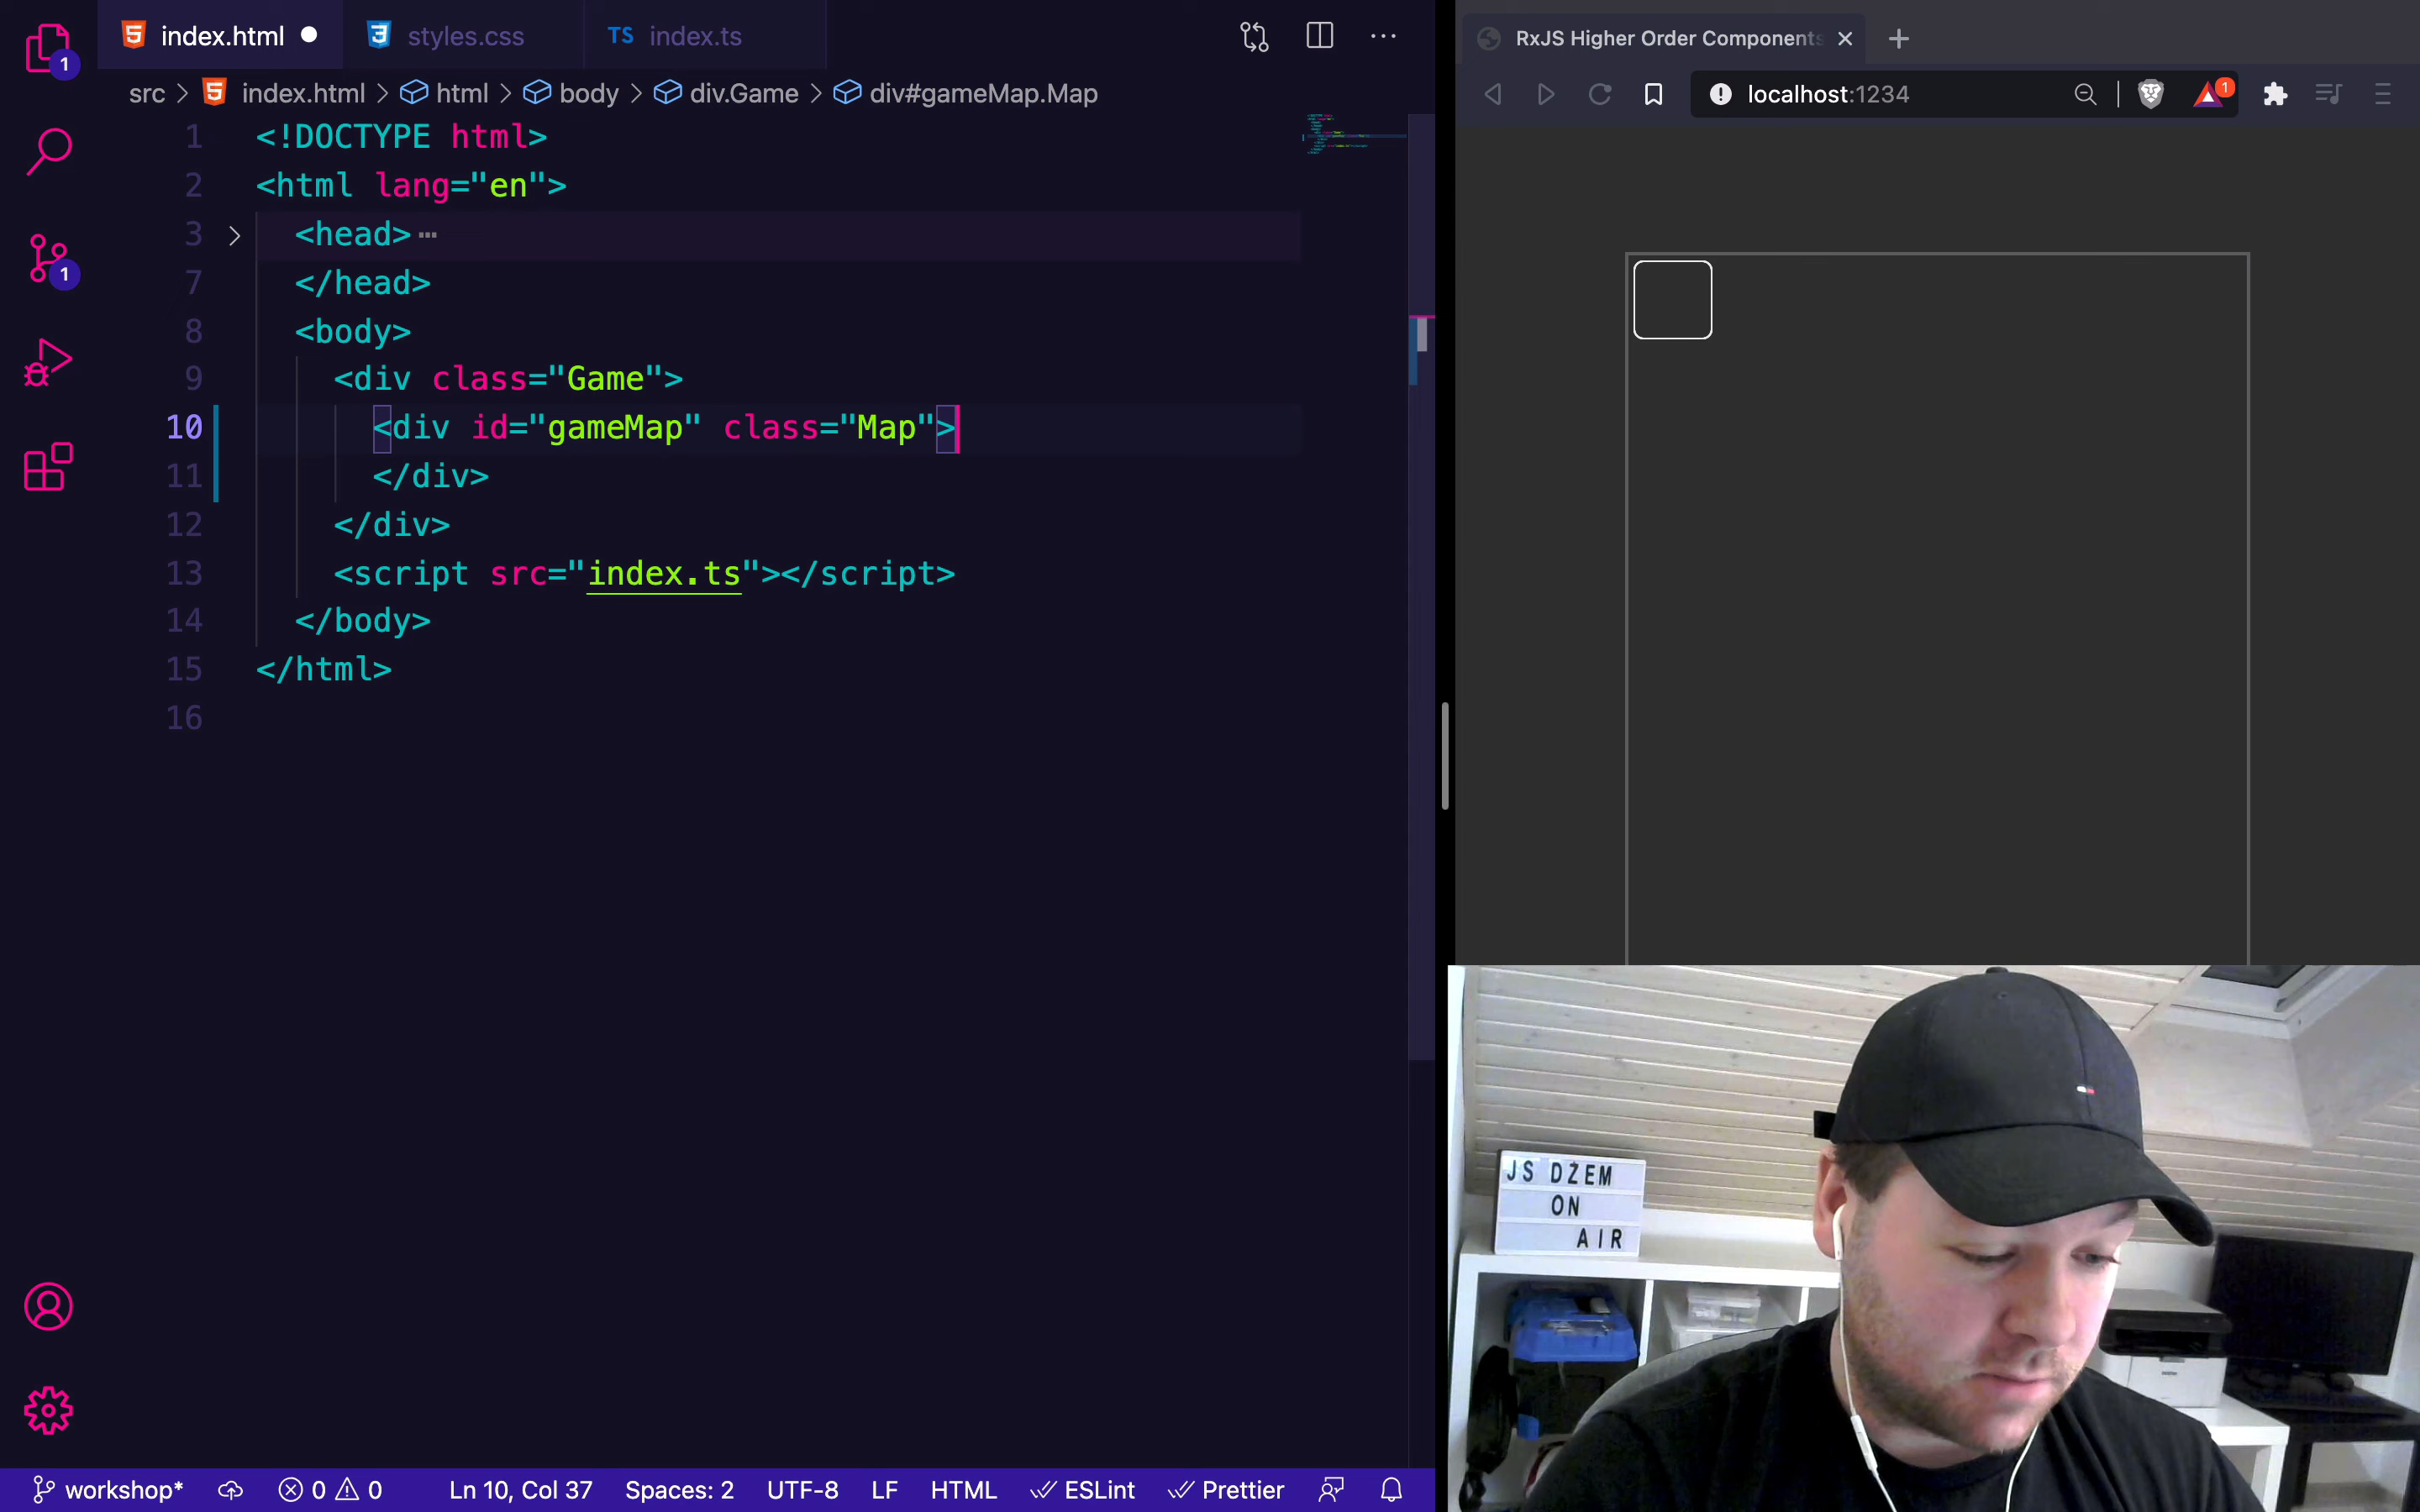 index.html
styles.css
TS index.ts
RxJS Higher Order Components
1
src > index.html > html > body > div.Game > div#gameMap.Map
localhost:1234
1
1 <!DOCTYPE html>
2 <html lang="en">
3 <head>
7 </head>
8 <body>
9 <div class="Game">
10 <div id="gameMap" class="Map">
11 </div>
12 </div>
13 <script src="index.ts"></script>
14 </body>
15 </html>
16
1
JS DŻEM
ON
AIR
workshop* 0 0 Ln 10, Col 37 Spaces: 2 UTF-8 LF HTML ESLint Prettier